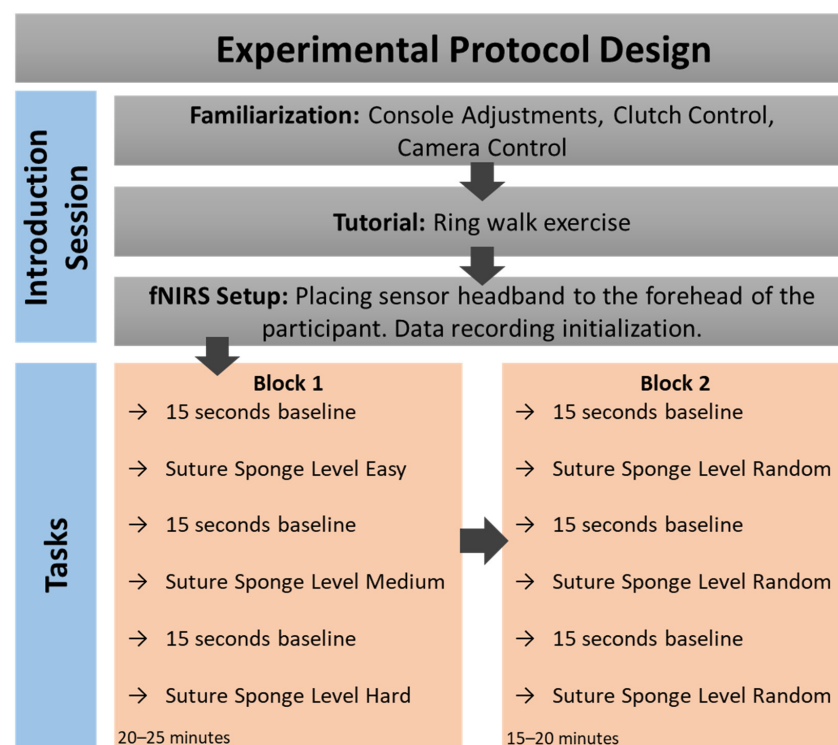 Experimental Protocol Design
Introduction
Session
Familiarization: Console Adjustments, Clutch Control,
Camera Control
Tutorial: Ring walk exercise
fNIRS Setup: Placing sensor headband to the forehead of the
participant. Data recording initialization.
Tasks
Block 1
→ 15 seconds baseline
→ Suture Sponge Level Easy
→ 15 seconds baseline
→ Suture Sponge Level Medium
→ 15 seconds baseline
→ Suture Sponge Level Hard
20–25 minutes
Block 2
→ 15 seconds baseline
→ Suture Sponge Level Random
→ 15 seconds baseline
→ Suture Sponge Level Random
→ 15 seconds baseline
→ Suture Sponge Level Random
15–20 minutes